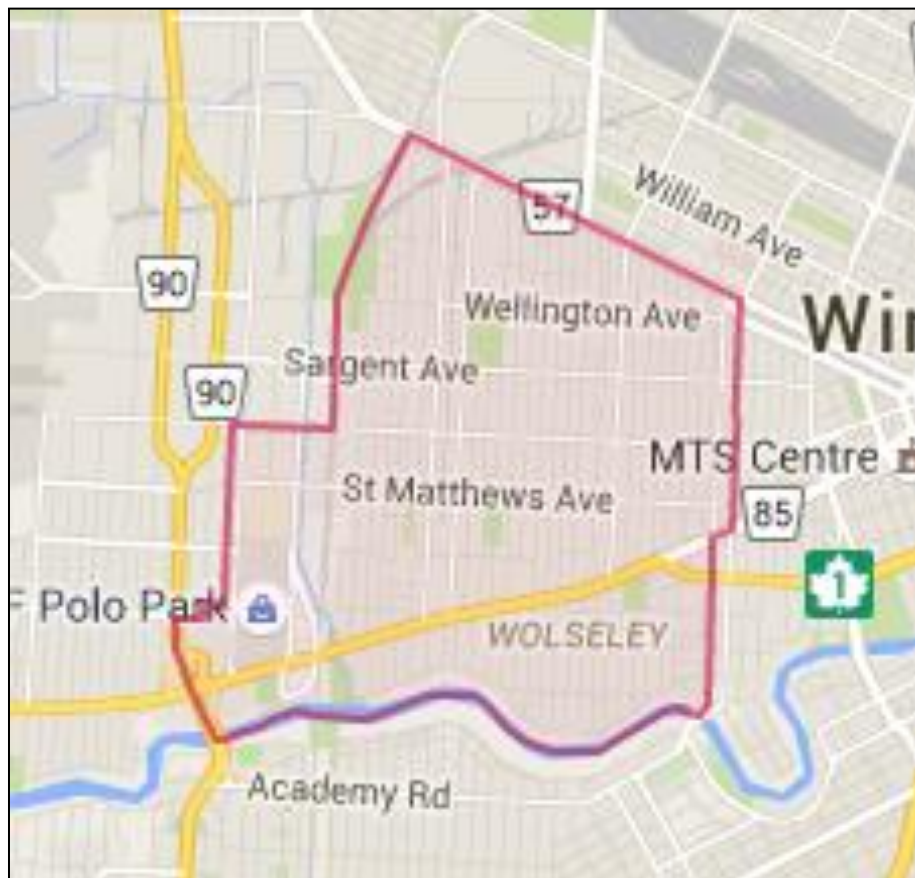 William Ave
57
90
Wellington Ave
Win
Sargent Ave
90
MTS Centre
St Matthews Ave
85
1
F Polo Park
WOLSELEY
Academy Rd